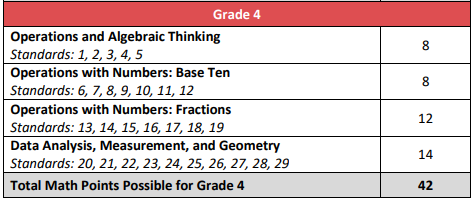 Grade 4
Operations and Algebraic Thinking
Standards: 1, 2, 3, 4, 5
8
Operations with Numbers: Base Ten
Standards: 6, 7, 8, 9, 10, 11, 12
8
Operations with Numbers: Fractions
Standards: 13, 14, 15, 16, 17, 18, 19
12
Data Analysis, Measurement, and Geometry
Standards: 20, 21, 22, 23, 24, 25, 26, 27, 28, 29
14
Total Math Points Possible for Grade 4
42